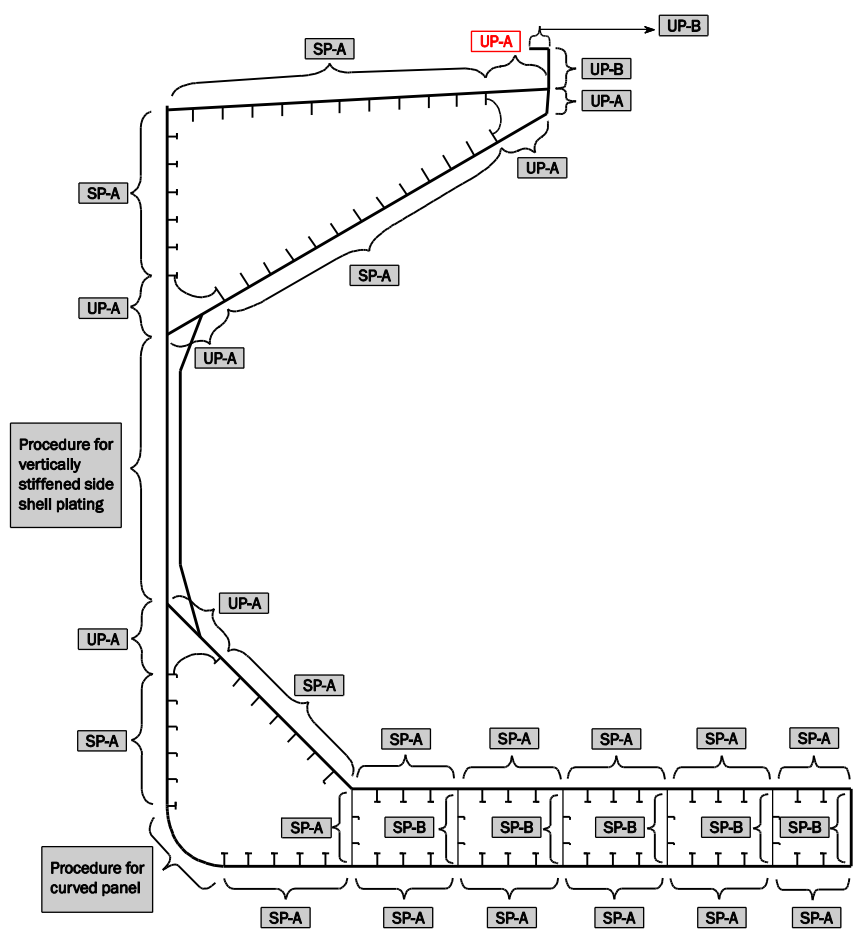 UP-B
UP-A
SP-A
UP-B
UP-A
UP-A
SP-A
SP-A
UP-A
UP-A
Procedure for
vertically
stiffened side
shell plating
UP-A
UP-A
SP-A
SP-A
SP-A
SP-A
SP-A
SP-A
SP-A
SP-A
SP-B
SP-B
SP-B
SP-B
SP-B
Procedure for
curved panel
SP-A
SP-A
SP-A
SP-A
SP-A
SP-A